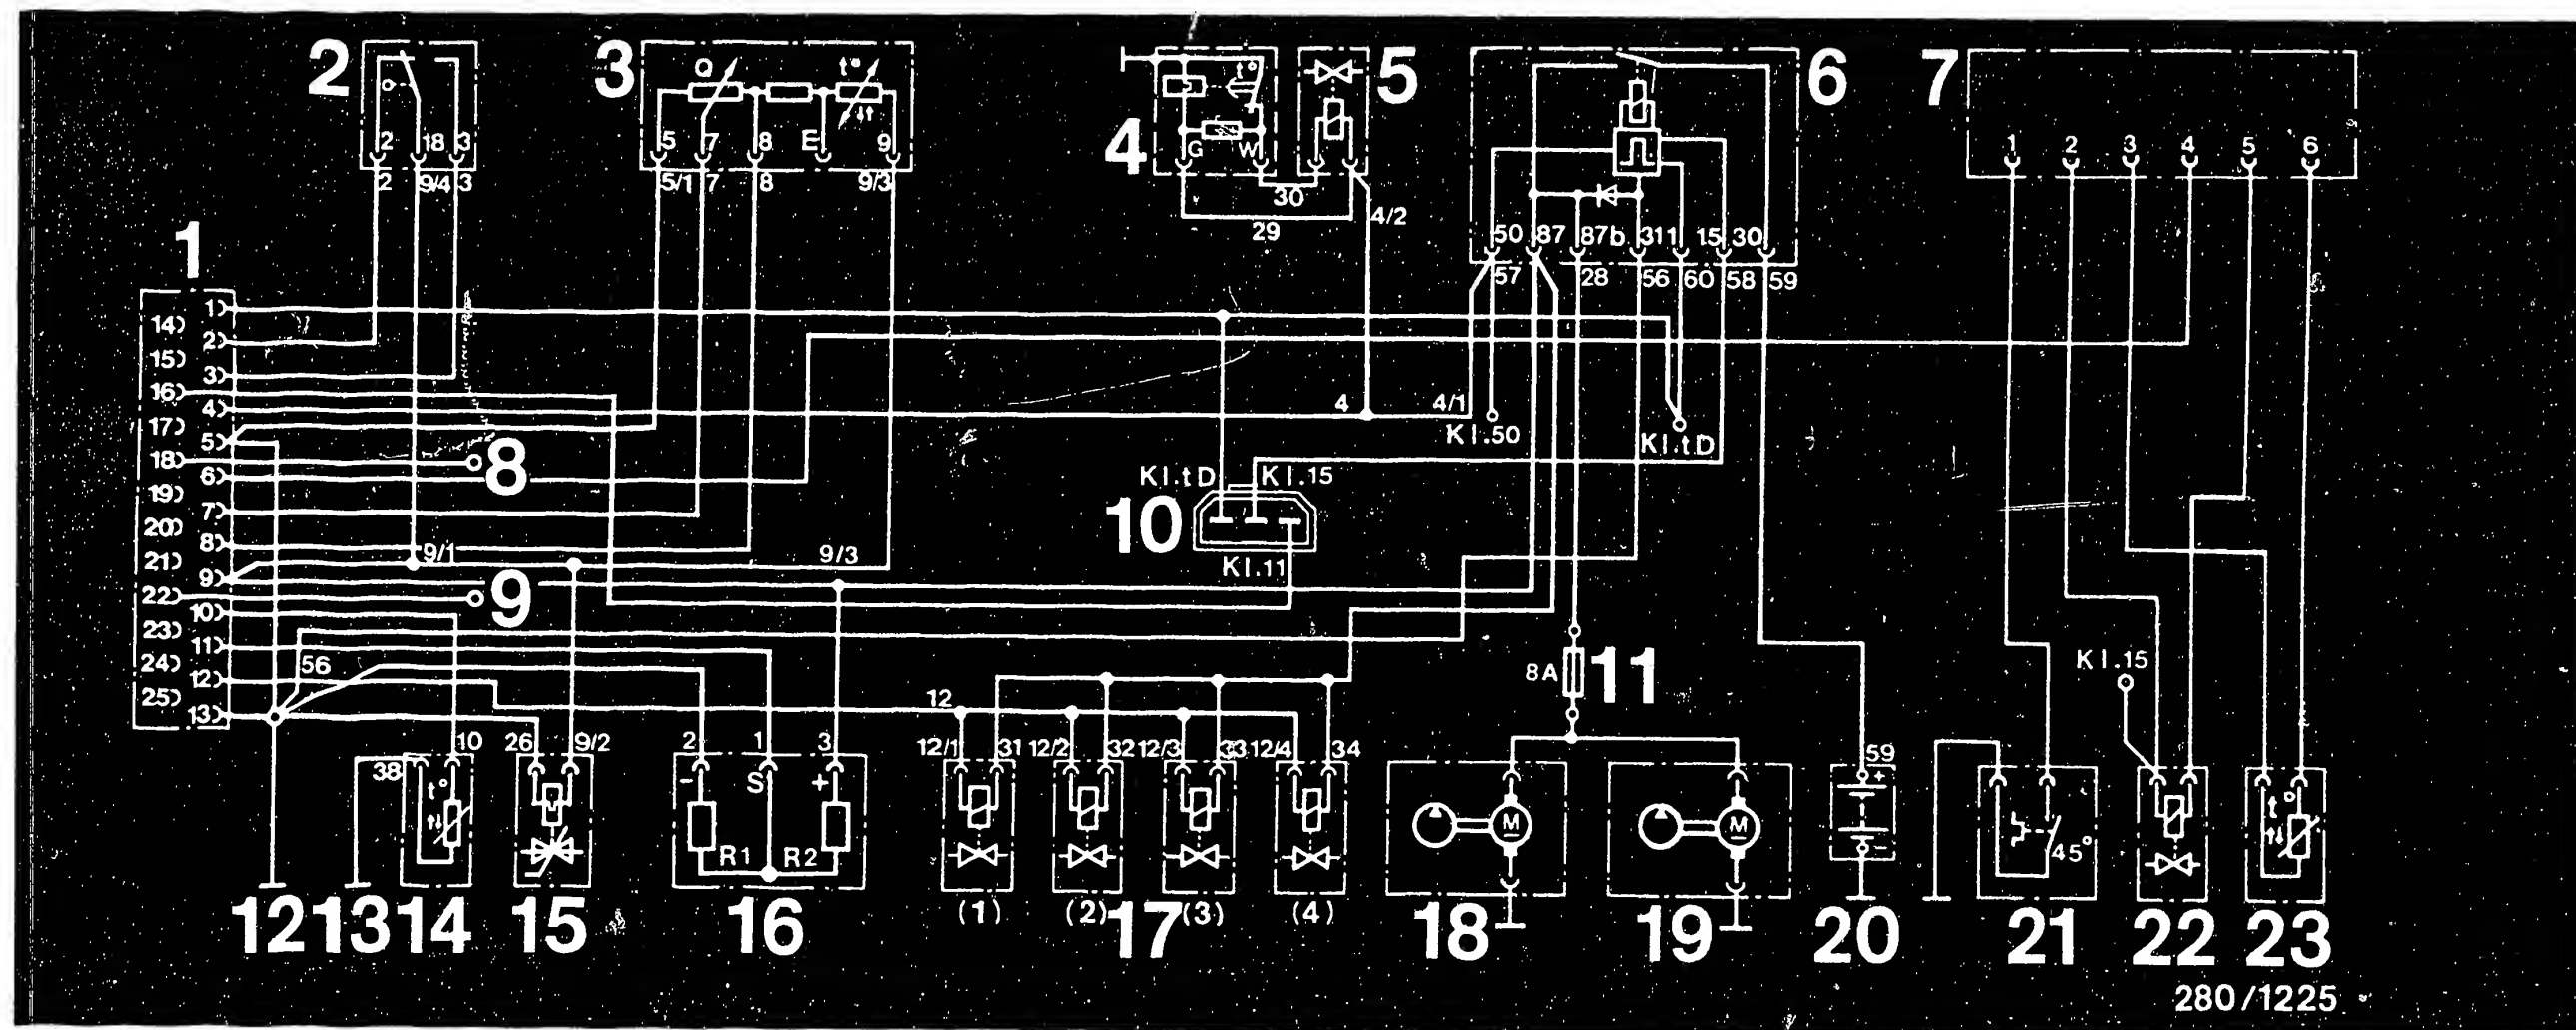 2 3 4 5 6 7
Q t° t°
2 18 3 5 7 8 E 9 G W 1 2 3 4 5 6
2 9/4 3 5/1 7 8 9/3 30 4/2
29
50 87 87b 31 1 15 30
57 28 56 60 58 59
1
1
14
2
15
3
16
4 4 4/1
17 Kl.50 Kl.tD
5
18 8
6 Kl.tD Kl.15
19
7 10
20
8 9/1 9/3
21 Kl.11
9
22 9
10
23
11 56 Kl.15
24 8A 11
12 12
25
13
10 26 9/2 2 1 3 12/1 31 12/2 32 12/3 33 12/4 34 59
38 - S + +
t° M M t°
R1 R2 45° -
(1) (2) (3) (4)
12 13 14 15 16 17 18 19 20 21 22 23
280/1225